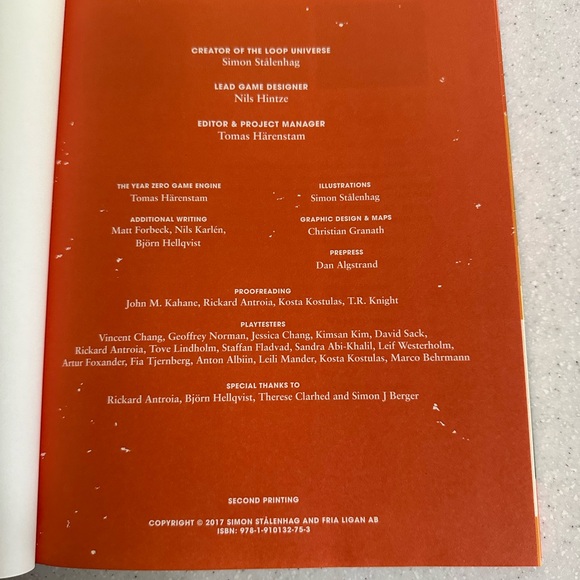 CREATOR OF THE LOOP UNIVERSE
Simon Stålenhag
LEAD GAME DESIGNER
Nils Hintze
EDITOR & PROJECT MANAGER
Tomas Härenstam
THE YEAR ZERO GAME ENGINE
Tomas Härenstam
ADDITIONAL WRITING
Matt Forbeck, Nils Karlén,
Björn Hellqvist
ILLUSTRATIONS
Simon Stålenhag
GRAPHIC DESIGN & MAPS
Christian Granath
PREPRESS
Dan Algstrand
PROOFREADING
John M. Kahane, Rickard Antroia, Kosta Kostulas, T.R. Knight
PLAYTESTERS
Vincent Chang, Geoffrey Norman, Jessica Chang, Kimsan Kim, David Sack,
Rickard Antroia, Tove Lindholm, Staffan Fladvad, Sandra Abi-Khalil, Leif Westerholm,
Artur Foxander, Fia Tjernberg, Anton Albiin, Leili Mander, Kosta Kostulas, Marco Behrmann
SPECIAL THANKS TO
Rickard Antroia, Björn Hellqvist, Therese Clarhed and Simon J Berger
SECOND PRINTING
COPYRIGHT © 2017 SIMON STÅLENHAG AND FRIA LIGAN AB
ISBN: 978-1-910132-75-3